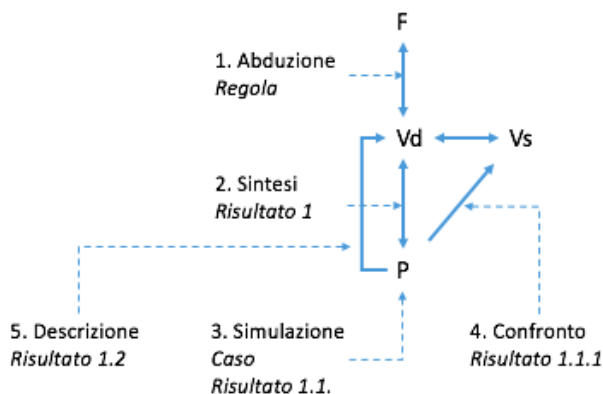 F
1. Abduzione
Regola
Vd
Vs
2. Sintesi
Risultato 1
P
5. Descrizione
Risultato 1.2
3. Simulazione
Caso
Risultato 1.1.
4. Confronto
Risultato 1.1.1